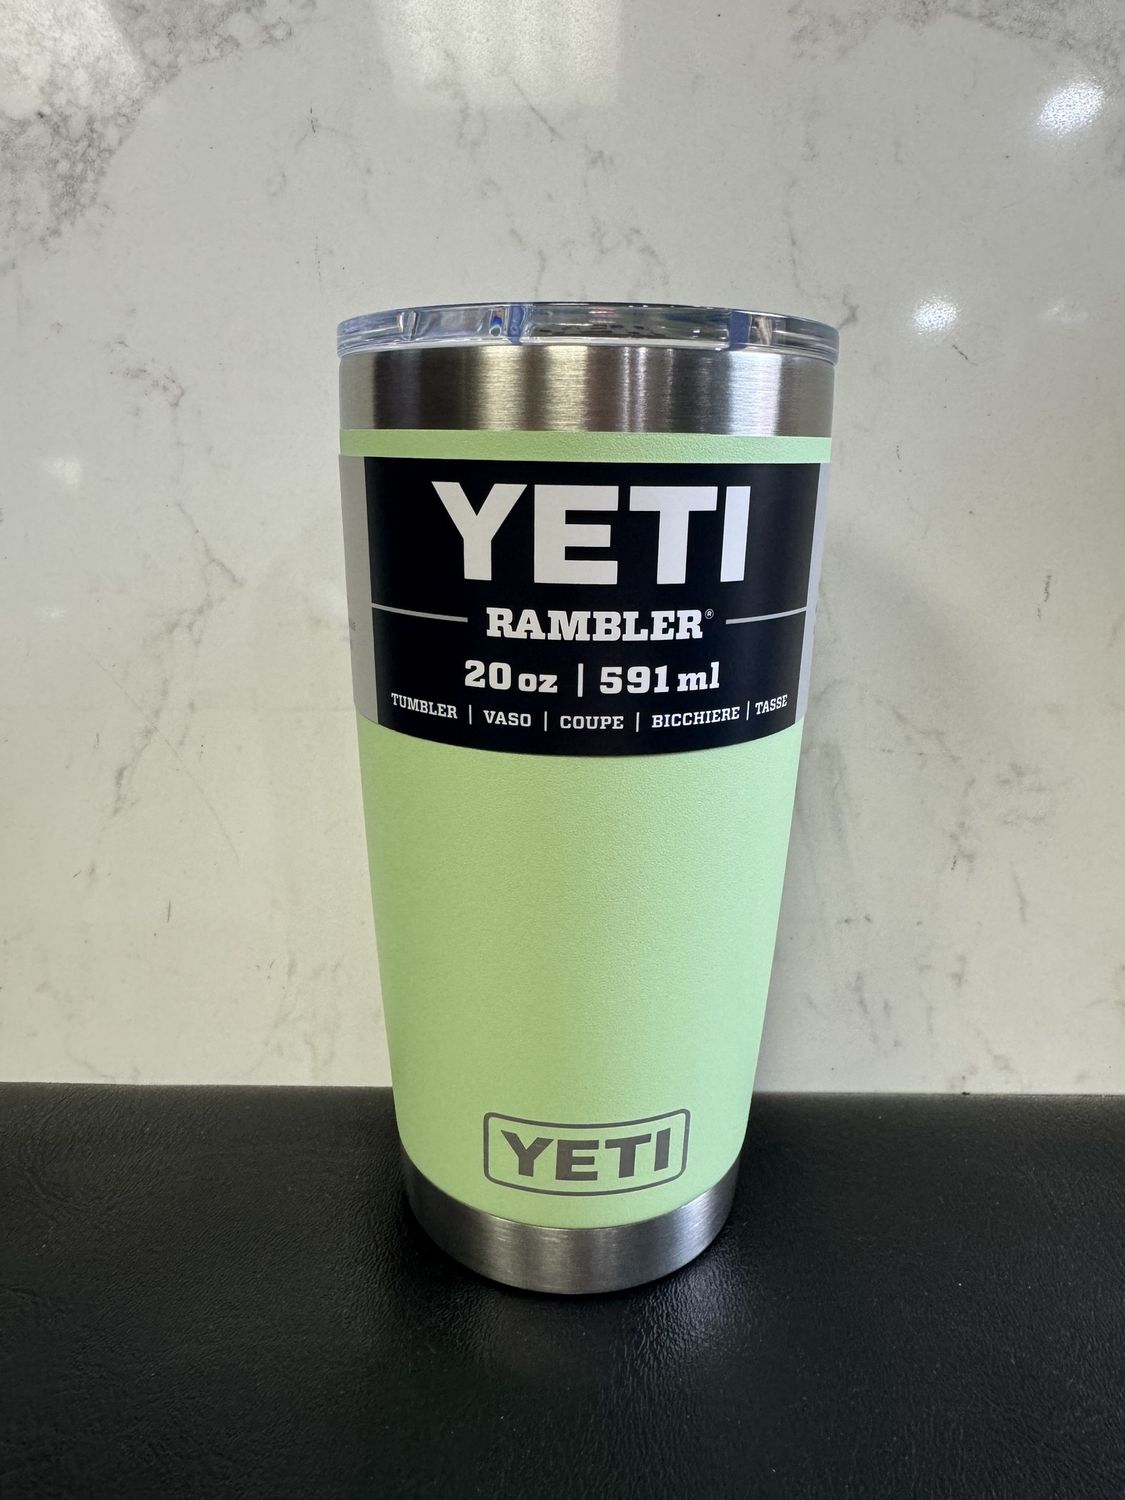 YETI
RAMBLER®
20 oz | 591 ml
TUMBLER | VASO | COUPE | BICCHIERE | TASSE
YETI